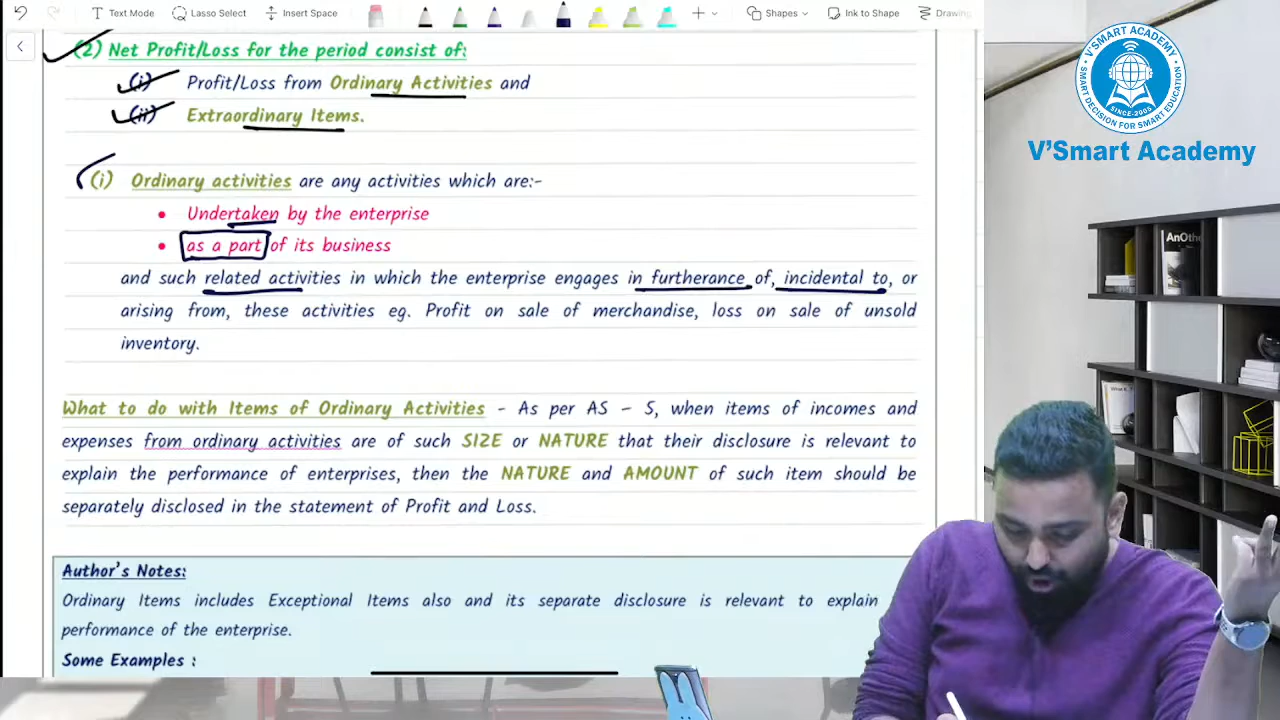 Text Mode Lasso Select Insert Space Shapes Ink to Shape Drawing
(2) Net Profit/Loss for the period consist of:
(i) Profit/Loss from Ordinary Activities and
(ii) Extraordinary Items.
(i) Ordinary activities are any activities which are:-
• Undertaken by the enterprise
• as a part of its business
and such related activities in which the enterprise engages in furtherance of, incidental to, or
arising from, these activities eg. Profit on sale of merchandise, loss on sale of unsold
inventory.
What to do with Items of Ordinary Activities - As per AS – 5, when items of incomes and
expenses from ordinary activities are of such SIZE or NATURE that their disclosure is relevant to
explain the performance of enterprises, then the NATURE and AMOUNT of such item should be
separately disclosed in the statement of Profit and Loss.
Author's Notes:
Ordinary Items includes Exceptional Items also and its separate disclosure is relevant to explain
performance of the enterprise.
Some Examples :
V'SMART ACADEMY
SINCE-2005
SMART DECISION FOR SMART EDUCATION
V'Smart Academy
AnOthe